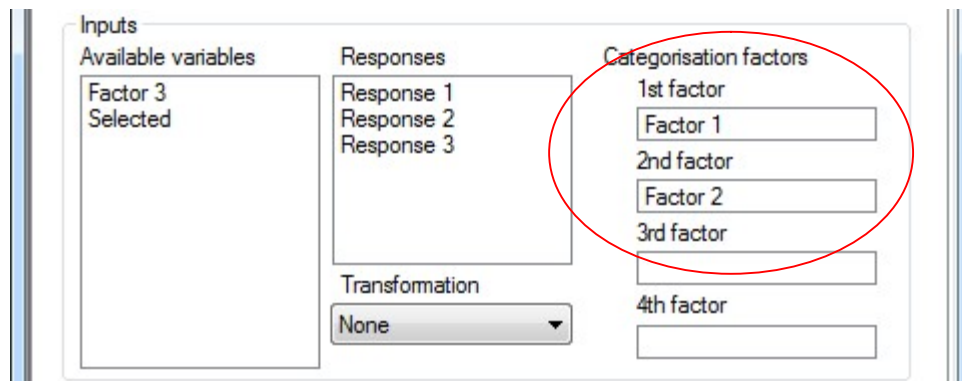 Inputs
Available variables
Factor 3
Selected
Responses
Response 1
Response 2
Response 3
Transformation
None
Categorisation factors
1st factor
Factor 1
2nd factor
Factor 2
3rd factor
4th factor